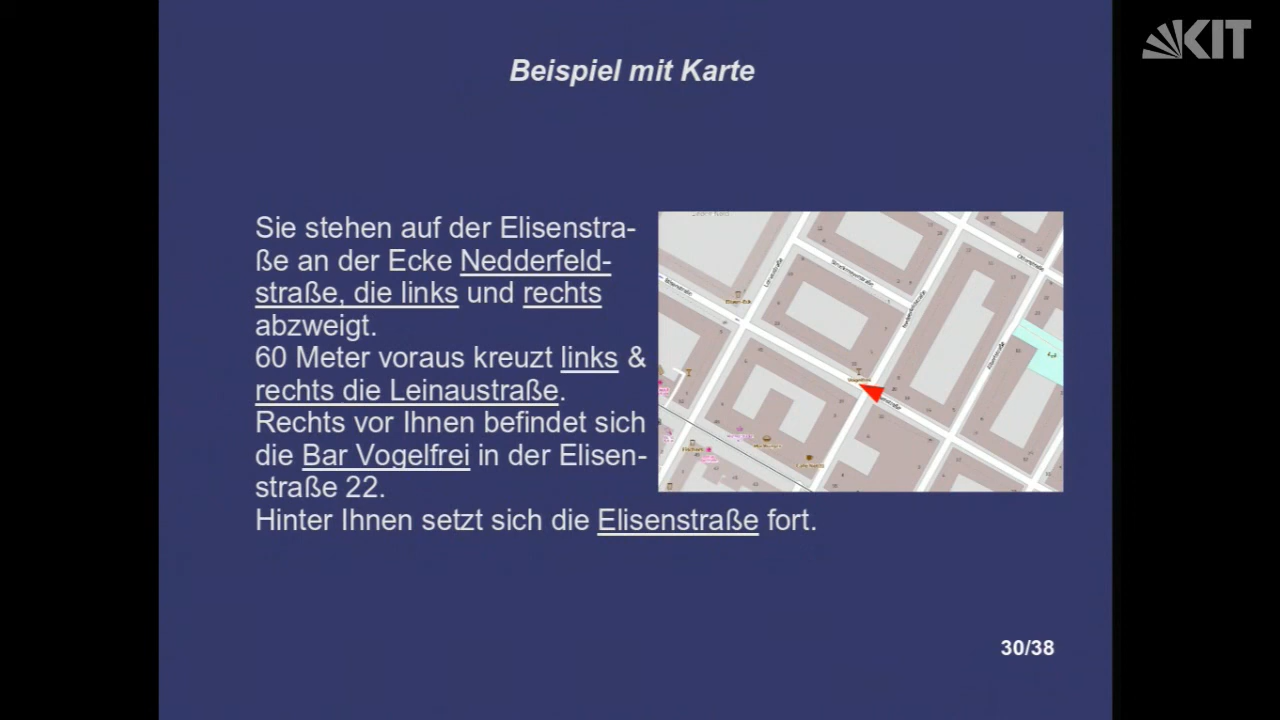 KIT
Beispiel mit Karte
Sie stehen auf der Elisenstra-
ße an der Ecke Nedderfeld-
straße, die links und rechts
abzweigt.
60 Meter voraus kreuzt links &
rechts die Leinaustraße.
Rechts vor Ihnen befindet sich
die Bar Vogelfrei in der Elisen-
straße 22.
Hinter Ihnen setzt sich die Elisenstraße fort.
30/38